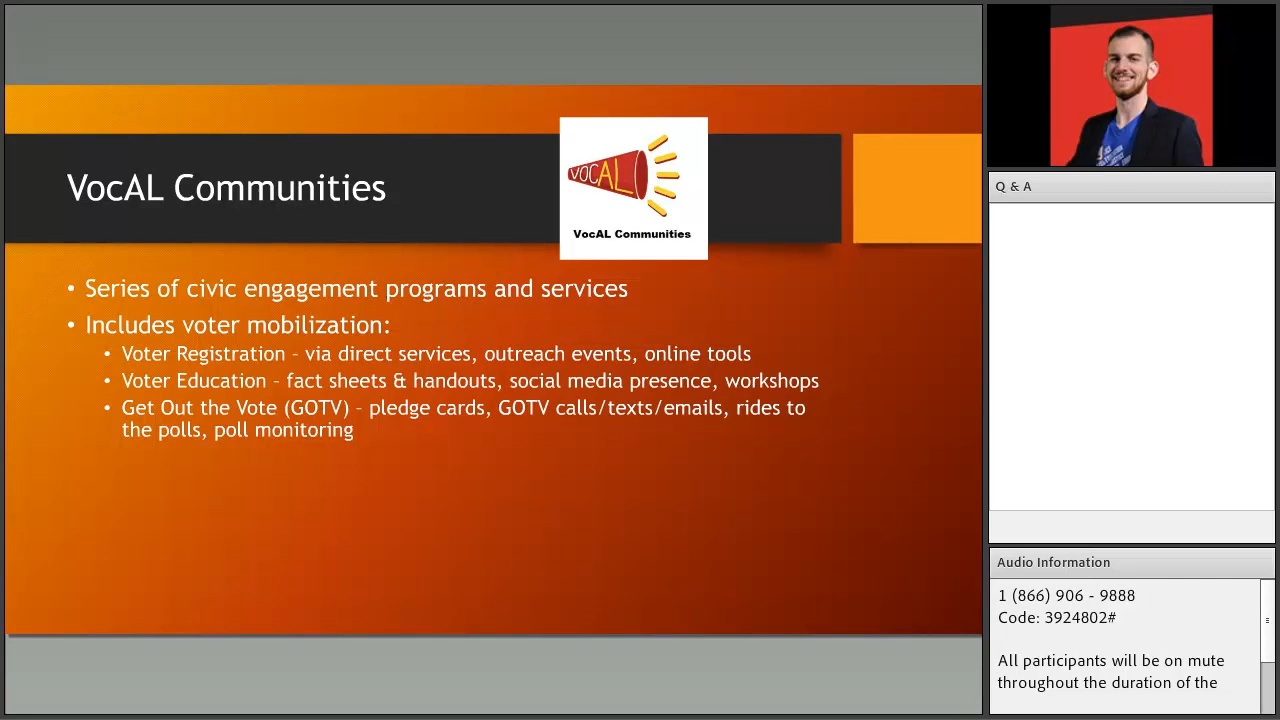 VocAL Communities
VOCAL
VocAL Communities
• Series of civic engagement programs and services
• Includes voter mobilization:
• Voter Registration – via direct services, outreach events, online tools
• Voter Education – fact sheets & handouts, social media presence, workshops
• Get Out the Vote (GOTV) – pledge cards, GOTV calls/texts/emails, rides to
the polls, poll monitoring
Q & A
Audio Information
1 (866) 906 - 9888
Code: 3924802#
All participants will be on mute
throughout the duration of the